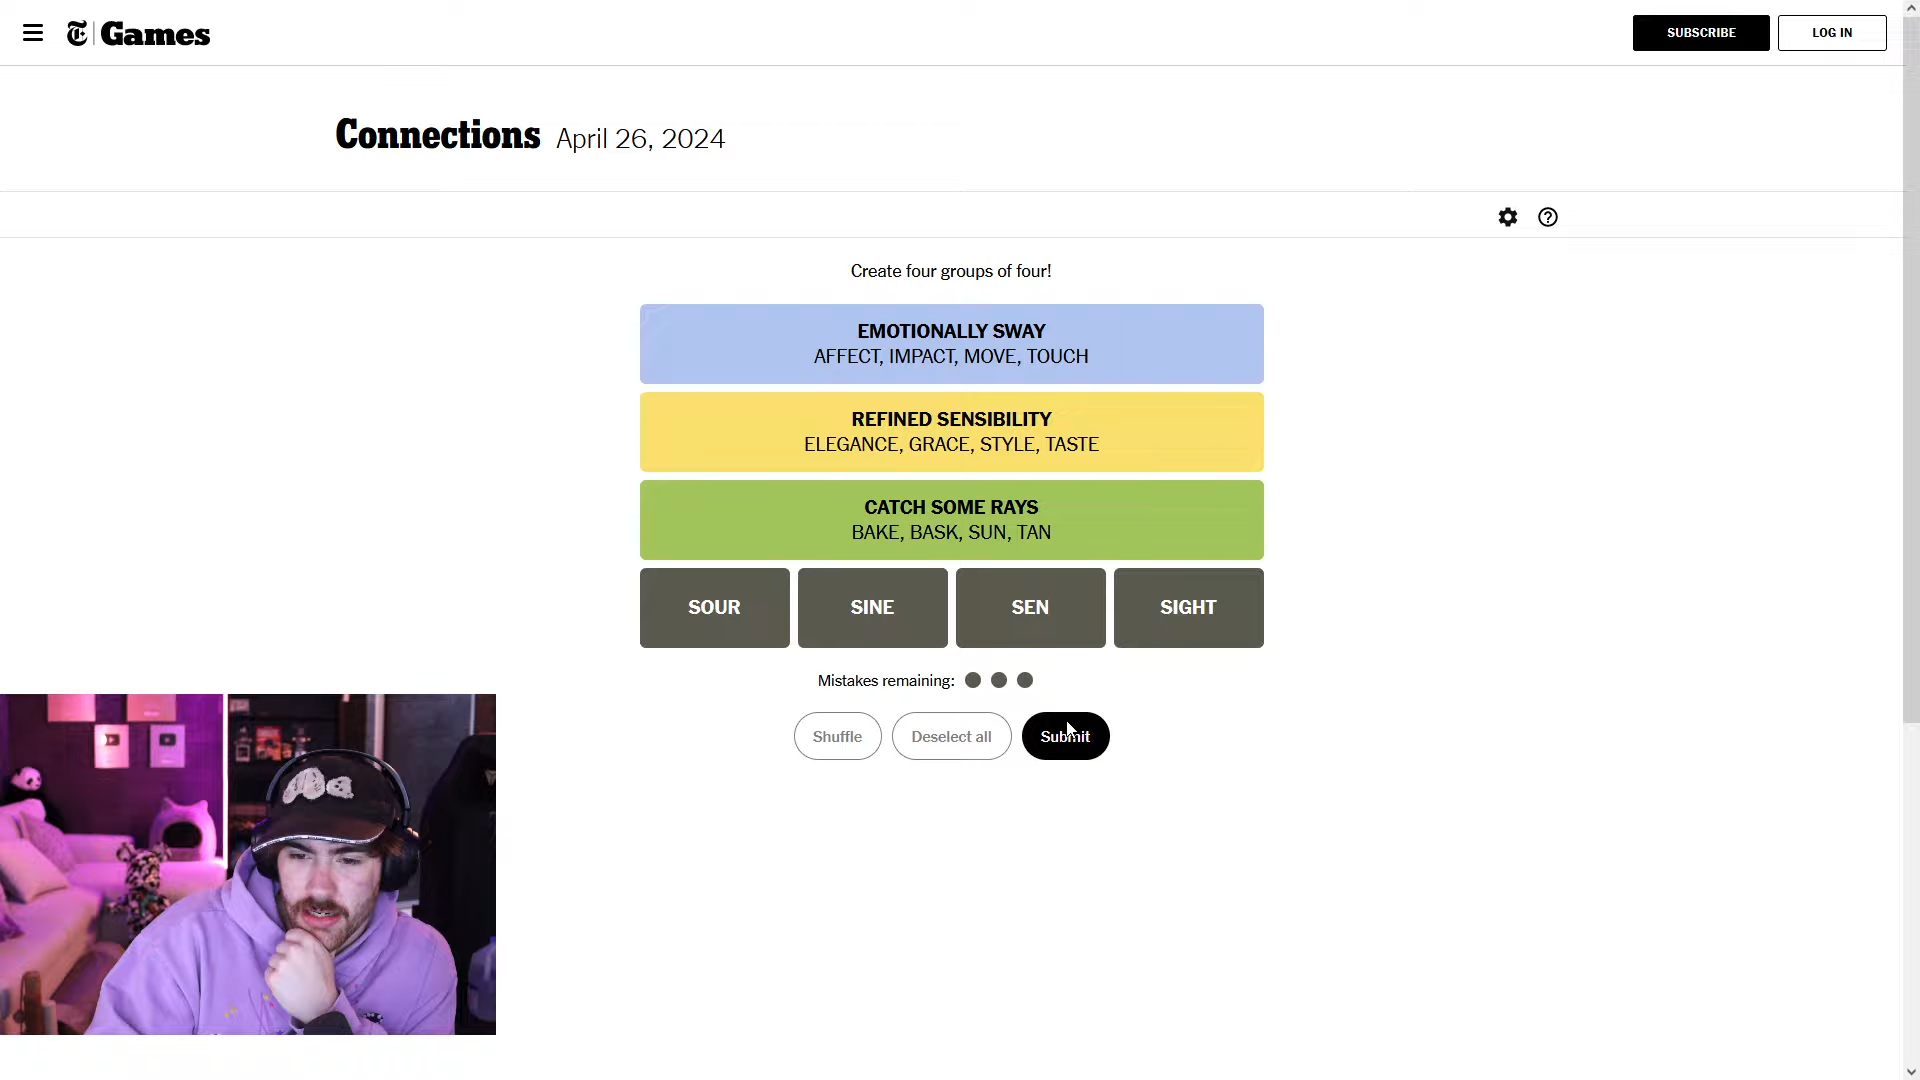 T Games
SUBSCRIBE
LOG IN
Connections April 26, 2024
Create four groups of four!
EMOTIONALLY SWAY
AFFECT, IMPACT, MOVE, TOUCH
REFINED SENSIBILITY
ELEGANCE, GRACE, STYLE, TASTE
CATCH SOME RAYS
BAKE, BASK, SUN, TAN
SOUR SINE SEN SIGHT
Mistakes remaining:
Shuffle Deselect all Submit